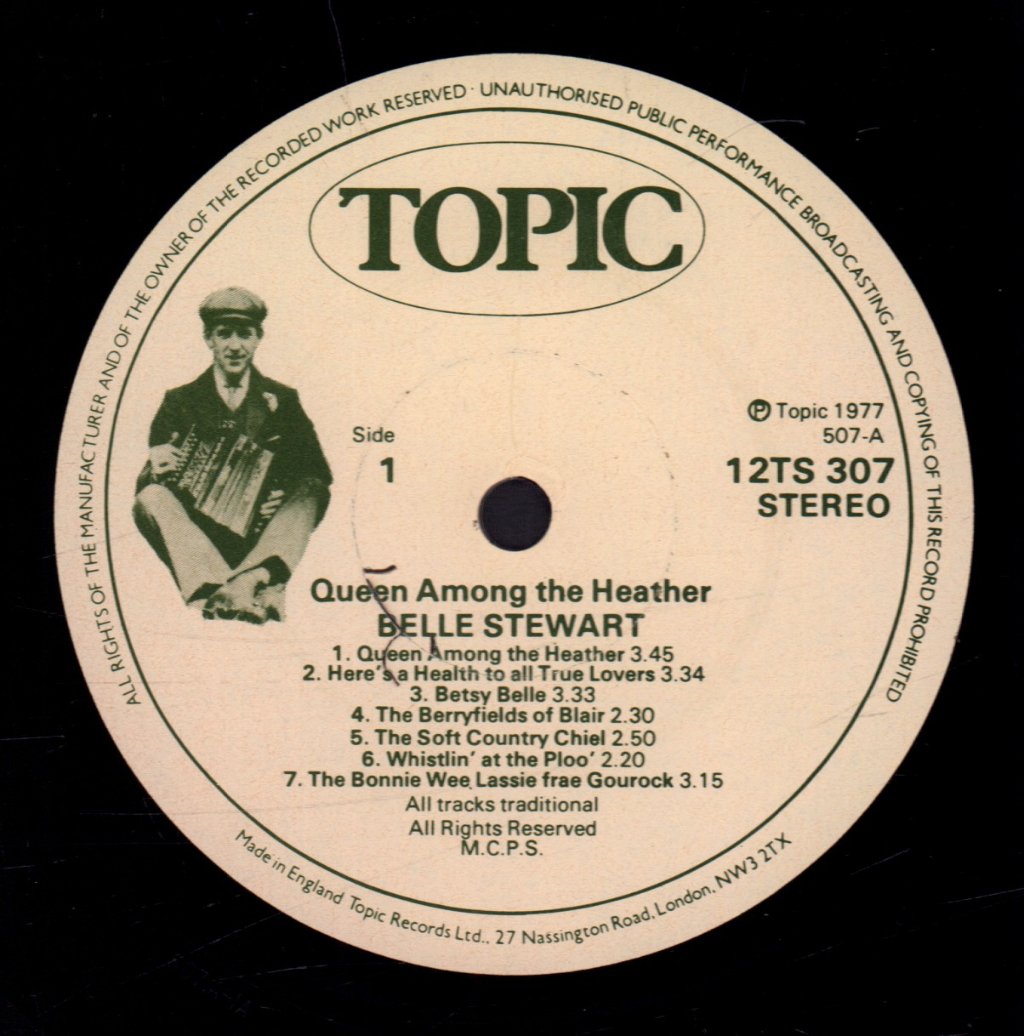 ALL RIGHTS OF THE MANUFACTURER AND OF THE OWNER OF THE RECORDED WORK RESERVED · UNAUTHORISED PUBLIC PERFORMANCE BROADCASTING AND COPYING OF THIS RECORD PROHIBITED
TOPIC
Side
1
Ⓟ Topic 1977
507-A
12TS 307
STEREO
Queen Among the Heather
BELLE STEWART
1. Queen Among the Heather 3.45
2. Here's a Health to all True Lovers 3.34
3. Betsy Belle 3.33
4. The Berryfields of Blair 2.30
5. The Soft Country Chiel 2.50
6. Whistlin' at the Ploo' 2.20
7. The Bonnie Wee Lassie frae Gourock 3.15
All tracks traditional
All Rights Reserved
M.C.P.S.
Made in England Topic Records Ltd., 27 Nassington Road, London, NW3 2TX